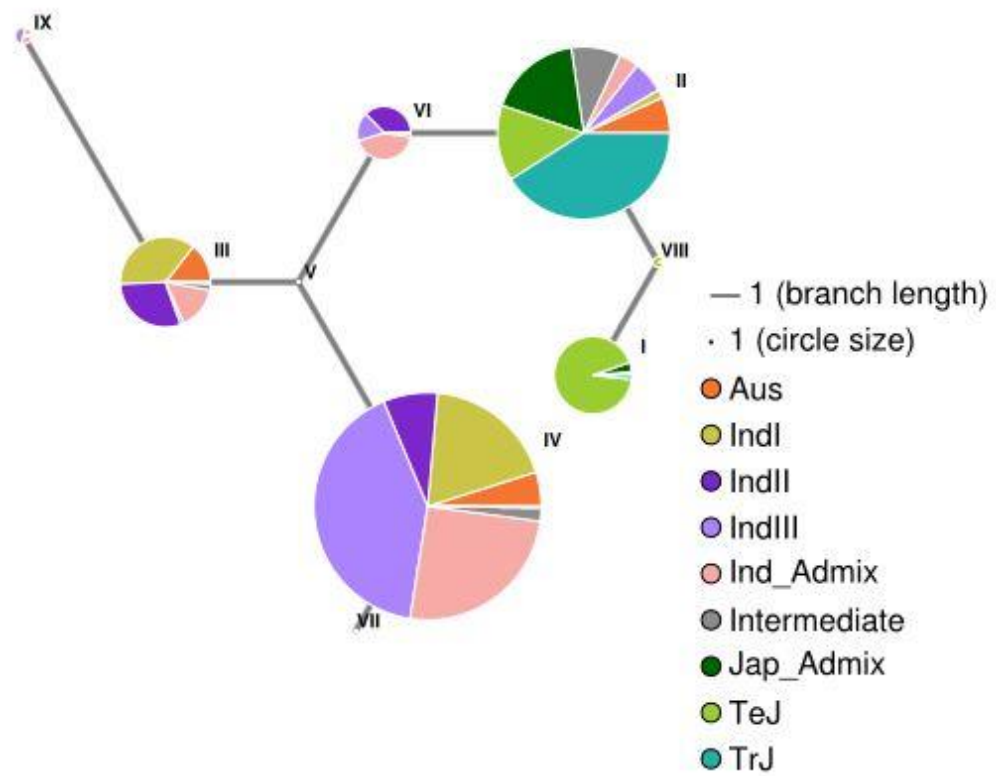 IX
VI
II
III
V
VIII
I
IV
VII
— 1 (branch length)
· 1 (circle size)
Aus
IndI
IndII
IndIII
Ind_Admix
Intermediate
Jap_Admix
TeJ
TrJ